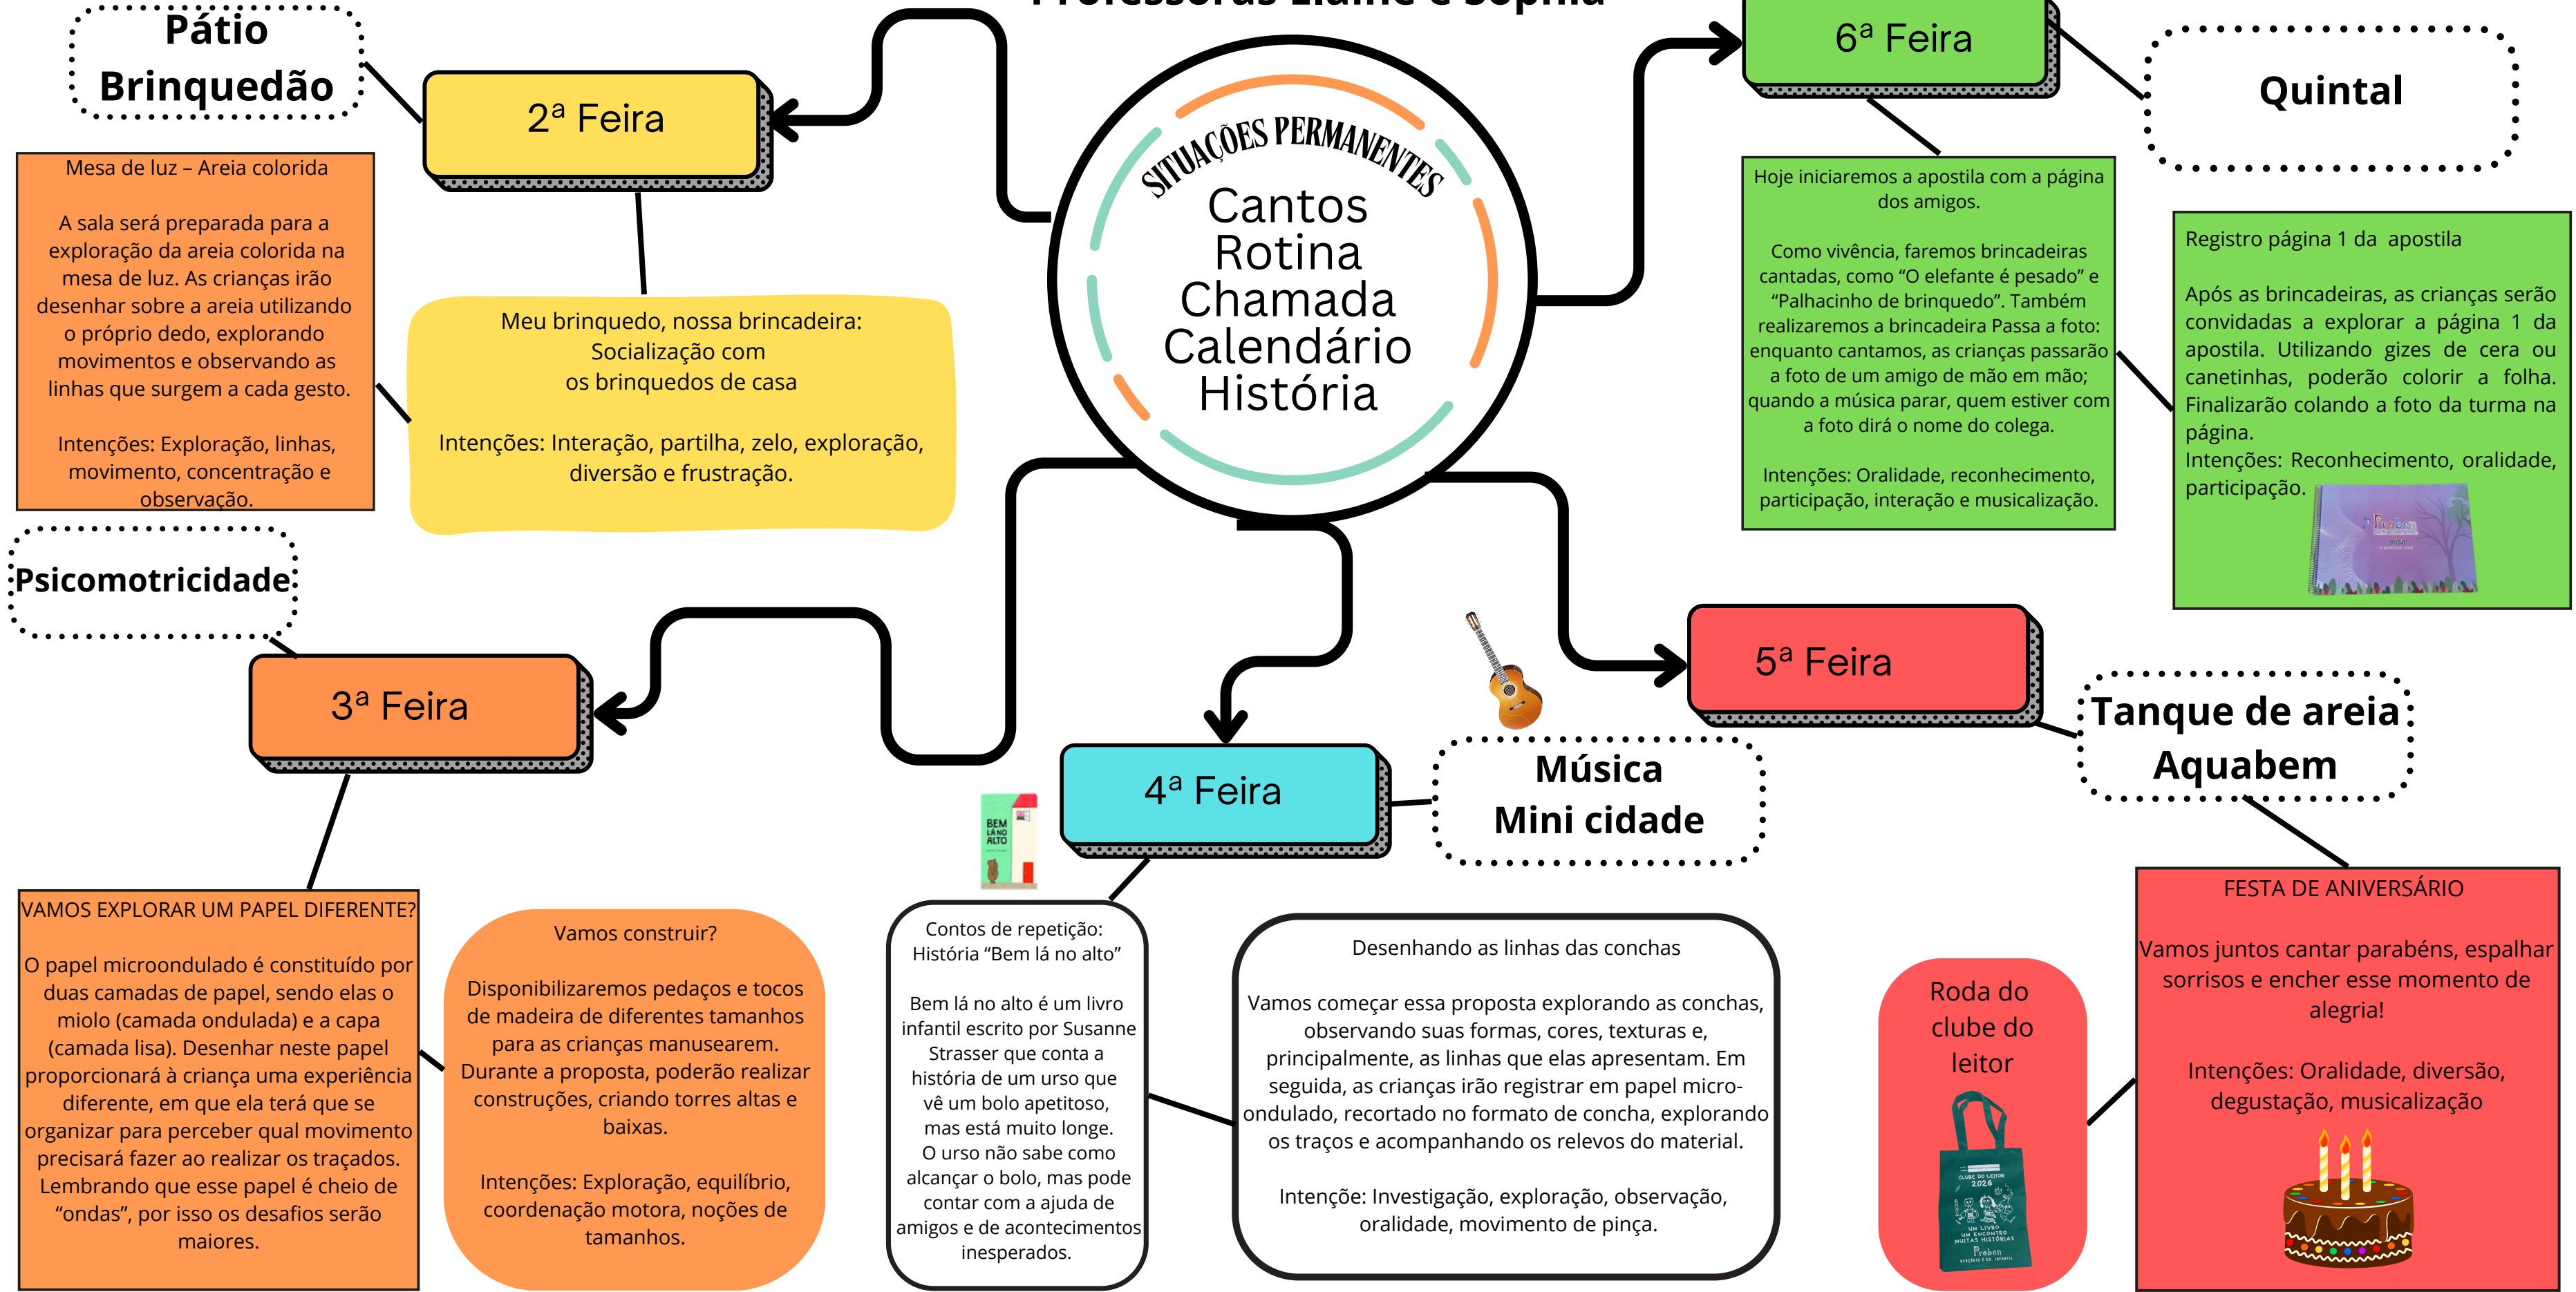 Professoras Elaine e Sophia
SITUAÇÕES PERMANENTES
Cantos
Rotina
Chamada
Calendário
História
Pátio
Brinquedão
2ª Feira
Mesa de luz – Areia colorida
A sala será preparada para a
exploração da areia colorida na
mesa de luz. As crianças irão
desenhar sobre a areia utilizando
o próprio dedo, explorando
movimentos e observando as
linhas que surgem a cada gesto.
Intenções: Exploração, linhas,
movimento, concentração e
observação.
Meu brinquedo, nossa brincadeira:
Socialização com
os brinquedos de casa
Intenções: Interação, partilha, zelo, exploração,
diversão e frustração.
Psicomotricidade
3ª Feira
VAMOS EXPLORAR UM PAPEL DIFERENTE?
O papel microondulado é constituído por
duas camadas de papel, sendo elas o
miolo (camada ondulada) e a capa
(camada lisa). Desenhar neste papel
proporcionará à criança uma experiência
diferente, em que ela terá que se
organizar para perceber qual movimento
precisará fazer ao realizar os traçados.
Lembrando que esse papel é cheio de
“ondas”, por isso os desafios serão
maiores.
Vamos construir?
Disponibilizaremos pedaços e tocos
de madeira de diferentes tamanhos
para as crianças manusearem.
Durante a proposta, poderão realizar
construções, criando torres altas e
baixas.
Intenções: Exploração, equilíbrio,
coordenação motora, noções de
tamanhos.
4ª Feira
Música
Mini cidade
BEM
LÁ NO
ALTO
Contos de repetição:
História “Bem lá no alto”
Bem lá no alto é um livro
infantil escrito por Susanne
Strasser que conta a
história de um urso que
vê um bolo apetitoso,
mas está muito longe.
O urso não sabe como
alcançar o bolo, mas pode
contar com a ajuda de
amigos e de acontecimentos
inesperados.
Desenhando as linhas das conchas
Vamos começar essa proposta explorando as conchas,
observando suas formas, cores, texturas e,
principalmente, as linhas que elas apresentam. Em
seguida, as crianças irão registrar em papel micro-
ondulado, recortado no formato de concha, explorando
os traços e acompanhando os relevos do material.
Intençõe: Investigação, exploração, observação,
oralidade, movimento de pinça.
5ª Feira
Tanque de areia
Aquabem
FESTA DE ANIVERSÁRIO
Vamos juntos cantar parabéns, espalhar
sorrisos e encher esse momento de
alegria!
Intenções: Oralidade, diversão,
degustação, musicalização
Roda do
clube do
leitor
CLUBE DO LEITOR
2026
UM LIVRO
UM ENCONTRO
MUITAS HISTÓRIAS
Proben
6ª Feira
Quintal
Hoje iniciaremos a apostila com a página
dos amigos.
Como vivência, faremos brincadeiras
cantadas, como “O elefante é pesado” e
“Palhacinho de brinquedo”. Também
realizaremos a brincadeira Passa a foto:
enquanto cantamos, as crianças passarão
a foto de um amigo de mão em mão;
quando a música parar, quem estiver com
a foto dirá o nome do colega.
Intenções: Oralidade, reconhecimento,
participação, interação e musicalização.
Registro página 1 da apostila
Após as brincadeiras, as crianças serão
convidadas a explorar a página 1 da
apostila. Utilizando gizes de cera ou
canetinhas, poderão colorir a folha.
Finalizarão colando a foto da turma na
página.
Intenções: Reconhecimento, oralidade,
participação.
Proben
MINI